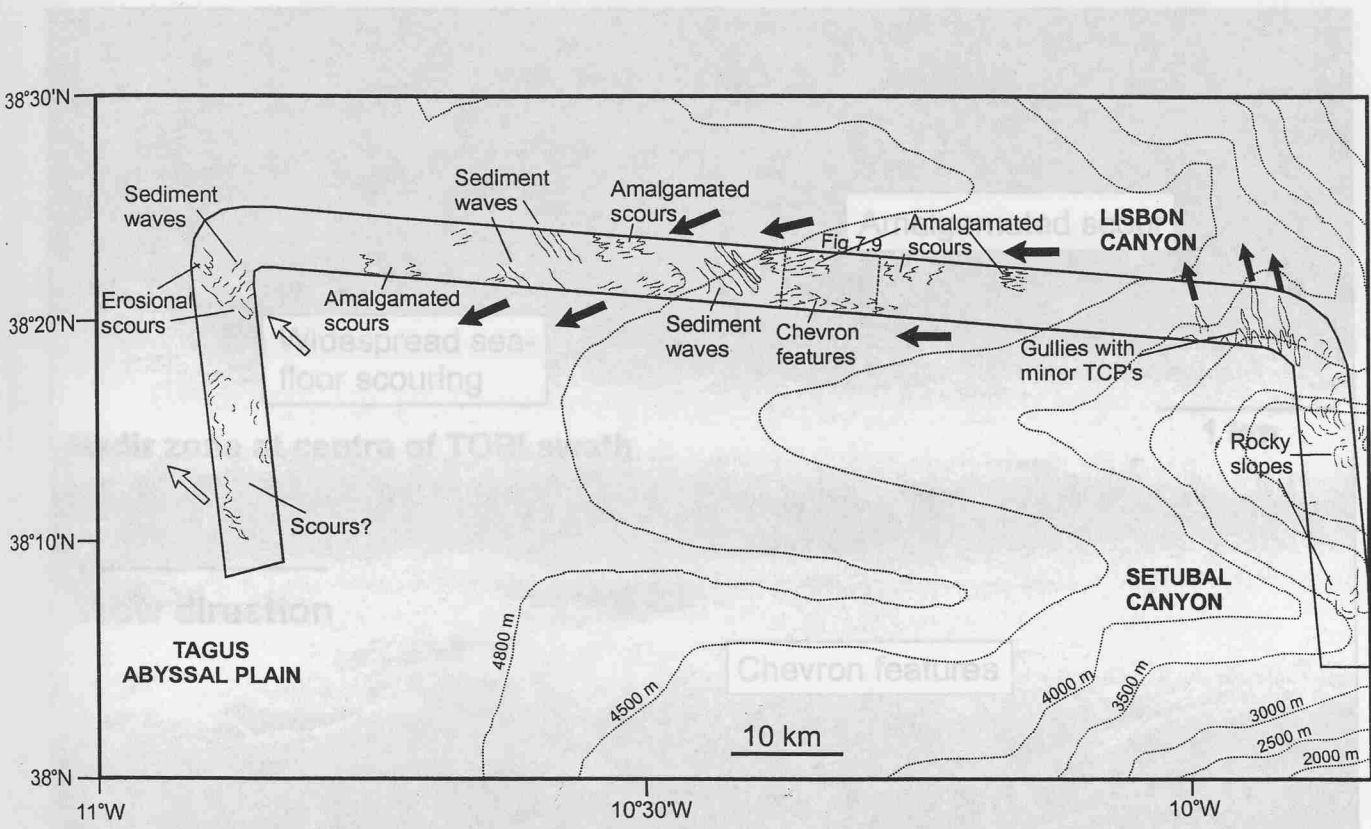 38°30'N
Sediment
waves
Sediment
waves
Amalgamated
scours
Fig 7.9
Amalgamated
scours
LISBON
CANYON
Erosional
scours
Amalgamated
scours
Sediment
waves
Chevron
features
38°20'N
Gullies with
minor TCP's
Widespread sea-
floor scouring
Rocky
slopes
Scours?
38°10'N
SETUBAL
CANYON
TAGUS
ABYSSAL PLAIN
4800 m
4500 m
Chevron features
4000 m
3500 m
3000 m
2500 m
2000 m
10 km
38°N
11°W
10°30'W
10°W